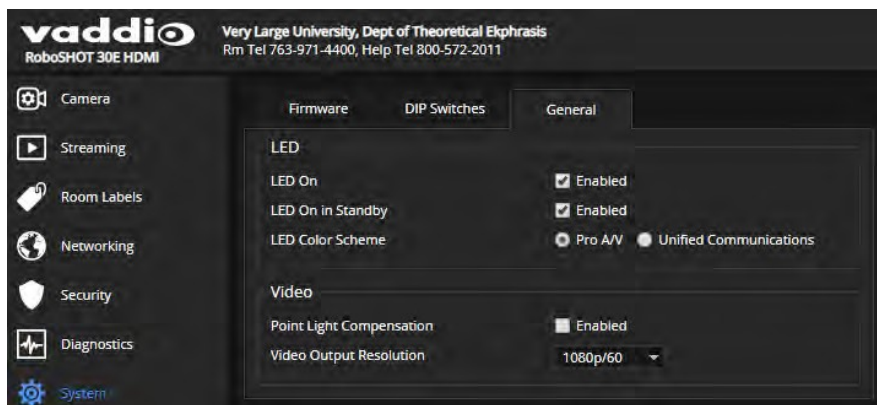 vaddio
RoboSHOT 30E HDMI
Very Large University, Dept of Theoretical Ekphrasis
Rm Tel 763-971-4400, Help Tel 800-572-2011
Camera
Streaming
Room Labels
Networking
Security
Diagnostics
System
Firmware DIP Switches General
LED
LED On Enabled
LED On in Standby Enabled
LED Color Scheme Pro A/V Unified Communications
Video
Point Light Compensation Enabled
Video Output Resolution 1080p/60